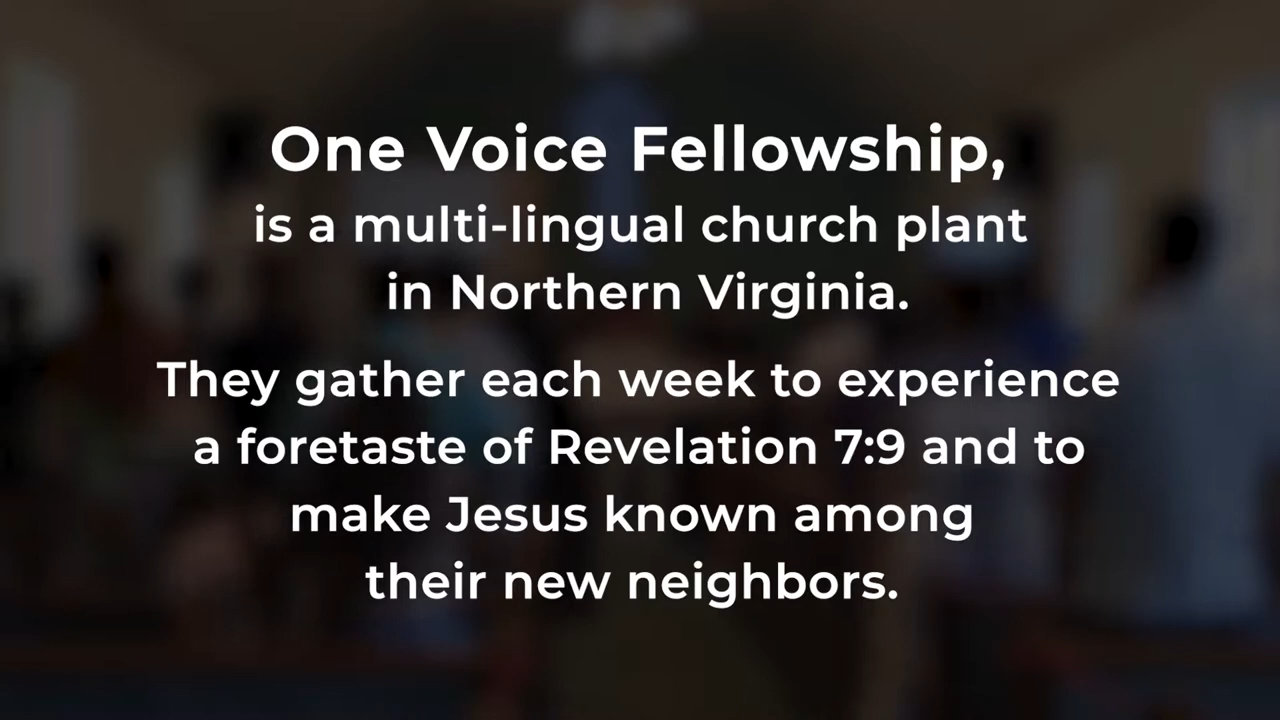 One Voice Fellowship,
is a multi-lingual church plant
in Northern Virginia.
They gather each week to experience
a foretaste of Revelation 7:9 and to
make Jesus known among
their new neighbors.